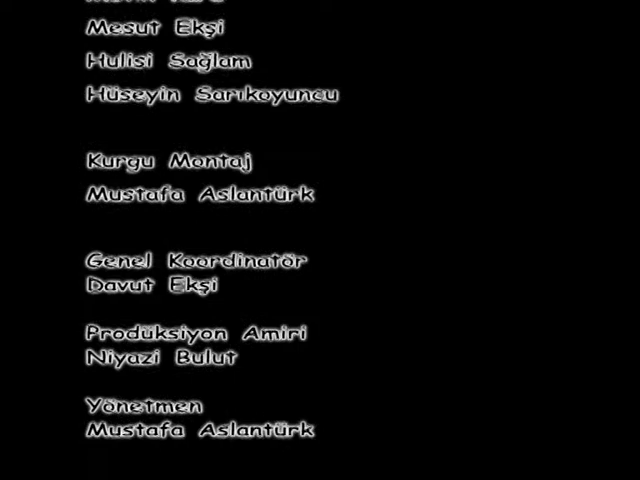 Mesut Ekşi
Hulisi Sağlam
Hüseyin Sarıkoyuncu
Kurgu Montaj
Mustafa Aslantürk
Genel Koordinatör
Davut Ekşi
Prodüksiyon Amiri
Niyazi Bulut
Yönetmen
Mustafa Aslantürk